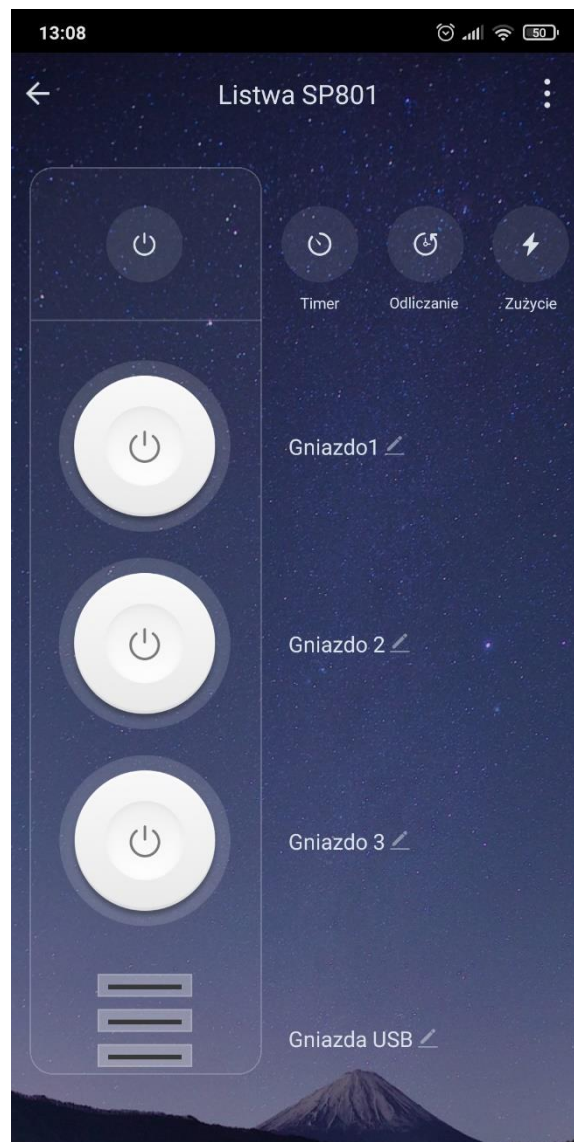 13:08
50
Listwa SP801
Timer
Odliczanie
Zużycie
Gniazdo1
Gniazdo 2
Gniazdo 3
Gniazda USB